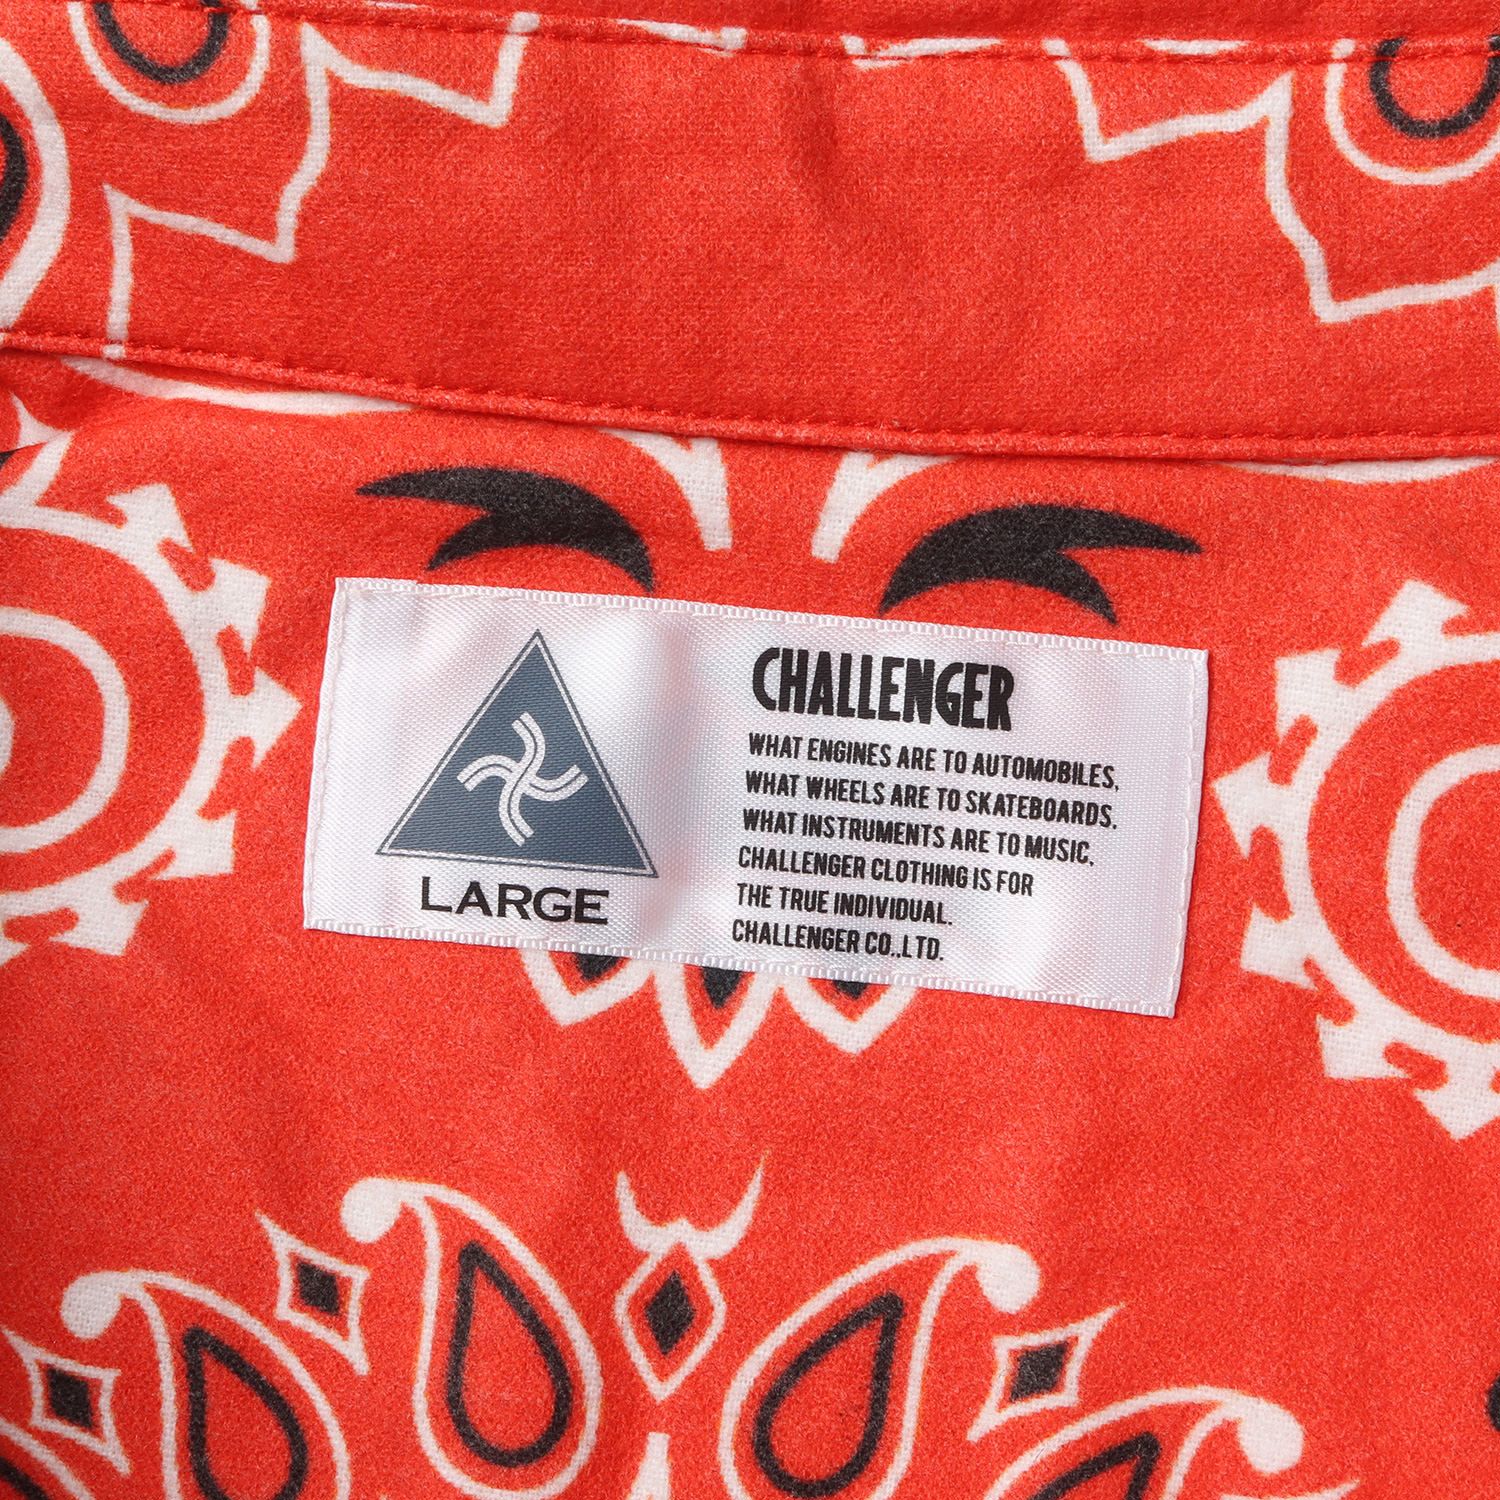 CHALLENGER
WHAT ENGINES ARE TO AUTOMOBILES,
WHAT WHEELS ARE TO SKATEBOARDS.
WHAT INSTRUMENTS ARE TO MUSIC,
CHALLENGER CLOTHING IS FOR
THE TRUE INDIVIDUAL.
CHALLENGER CO.,LTD.
LARGE